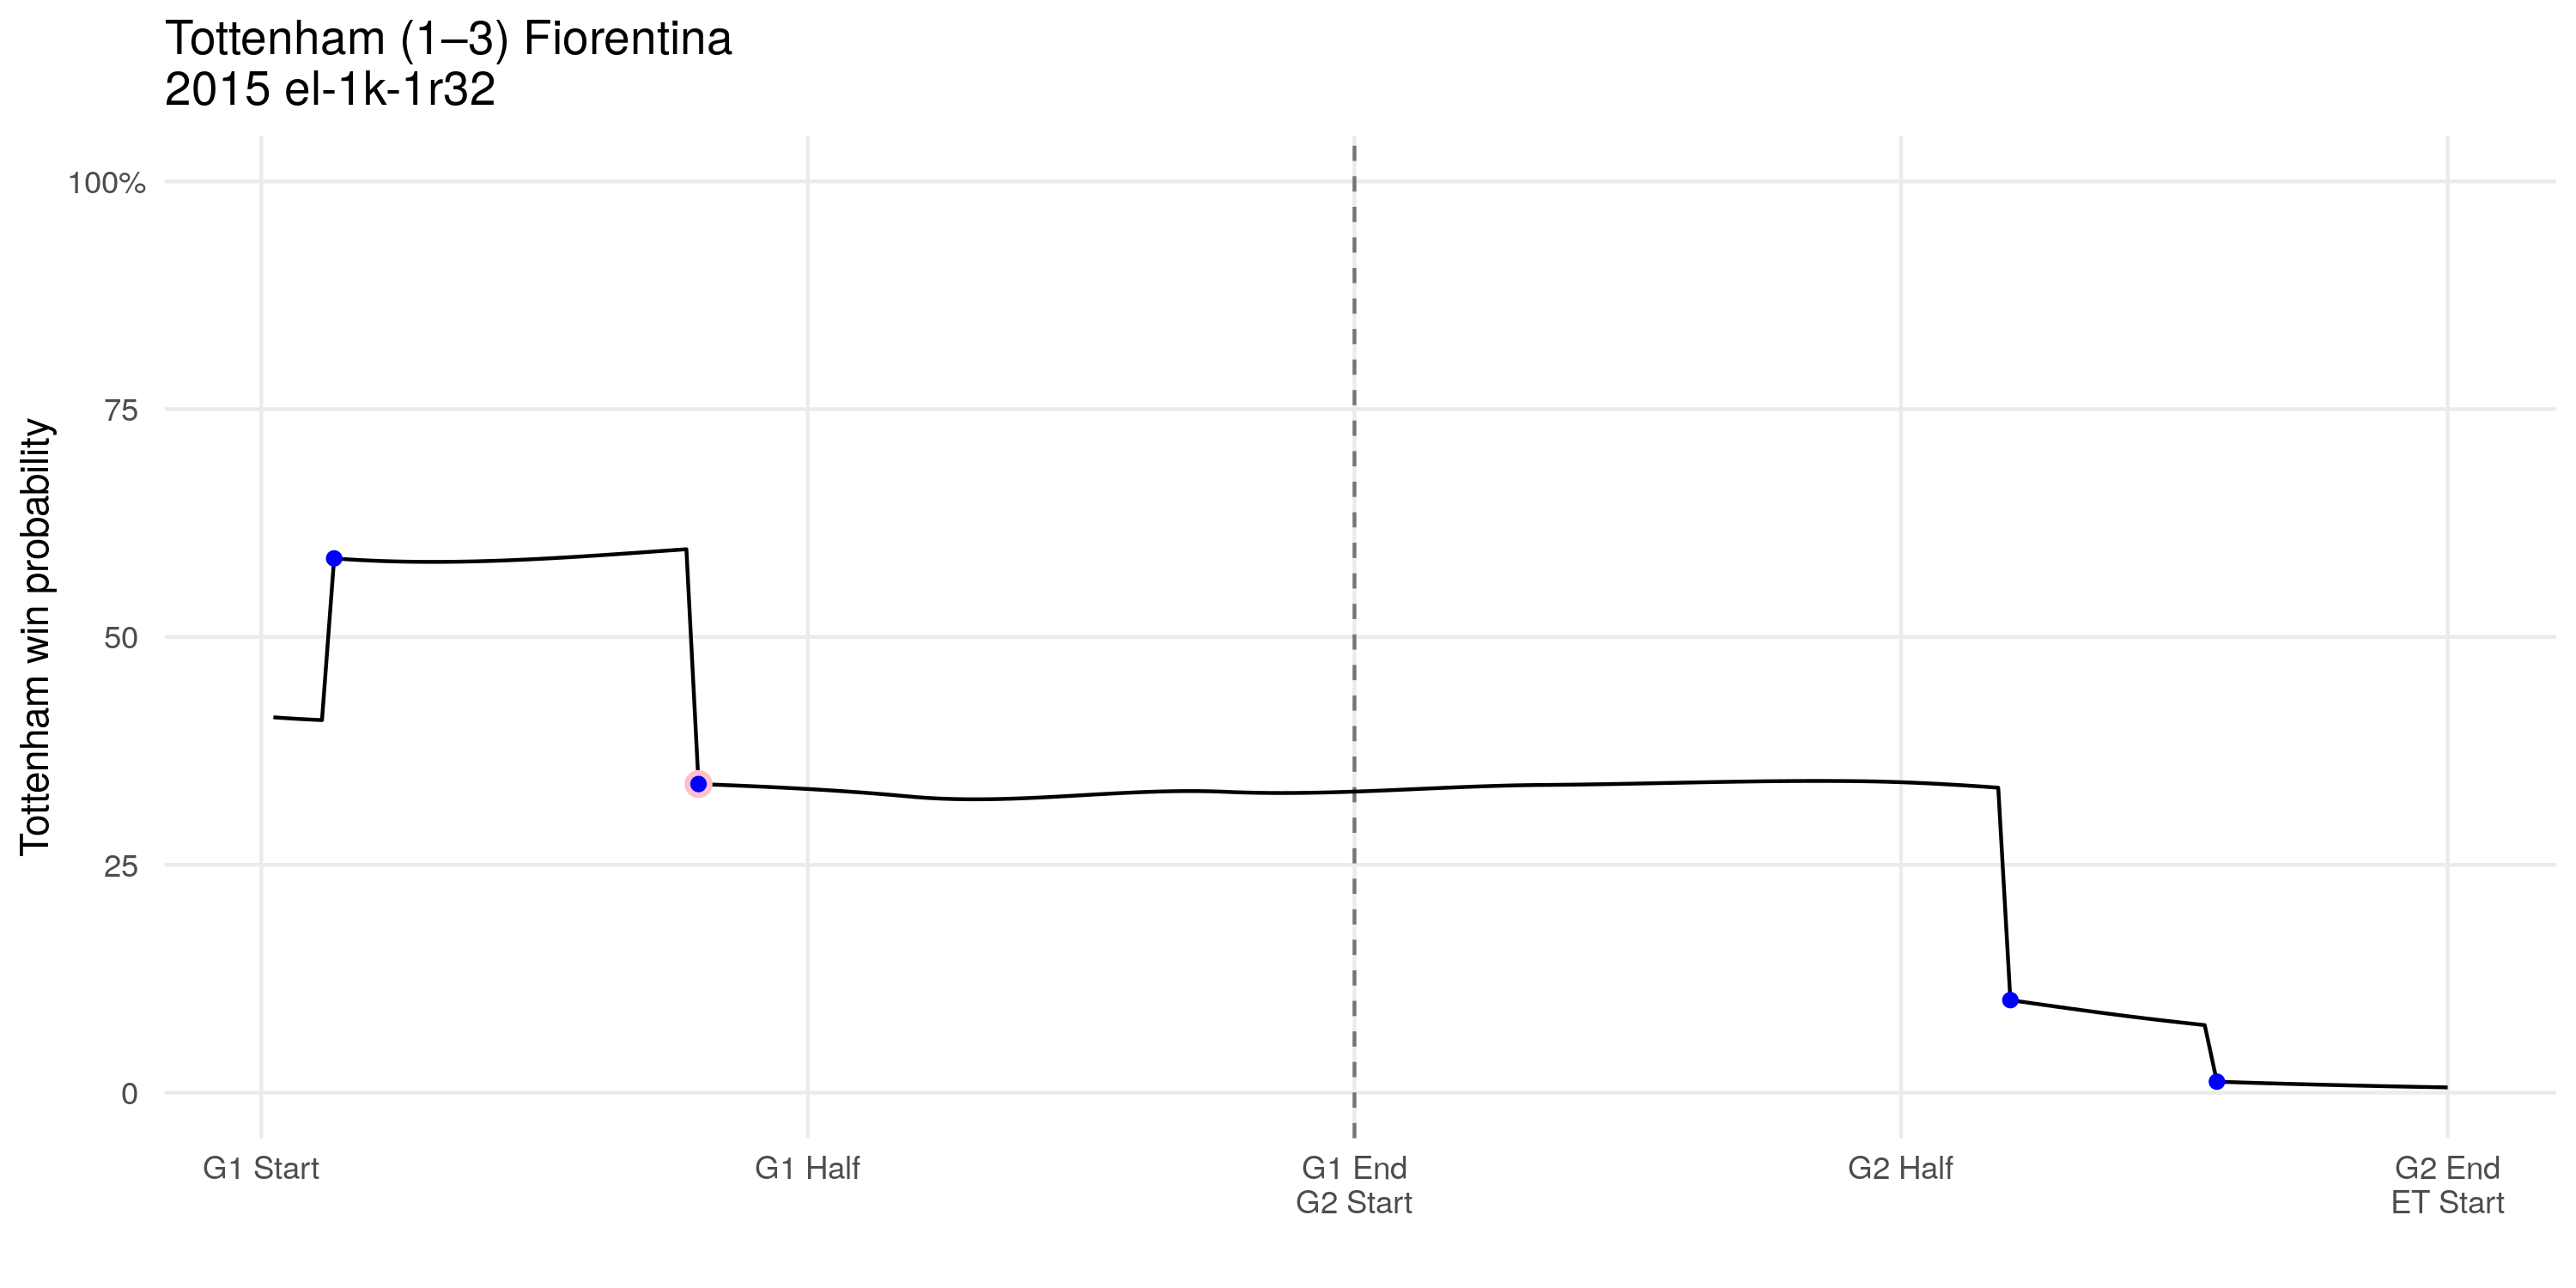 Tottenham (1–3) Fiorentina
2015 el-1k-1r32
Tottenham win probability
100%
75
50
25
0
G1 Start
G1 Half
G1 End
G2 Start
G2 Half
G2 End
ET Start